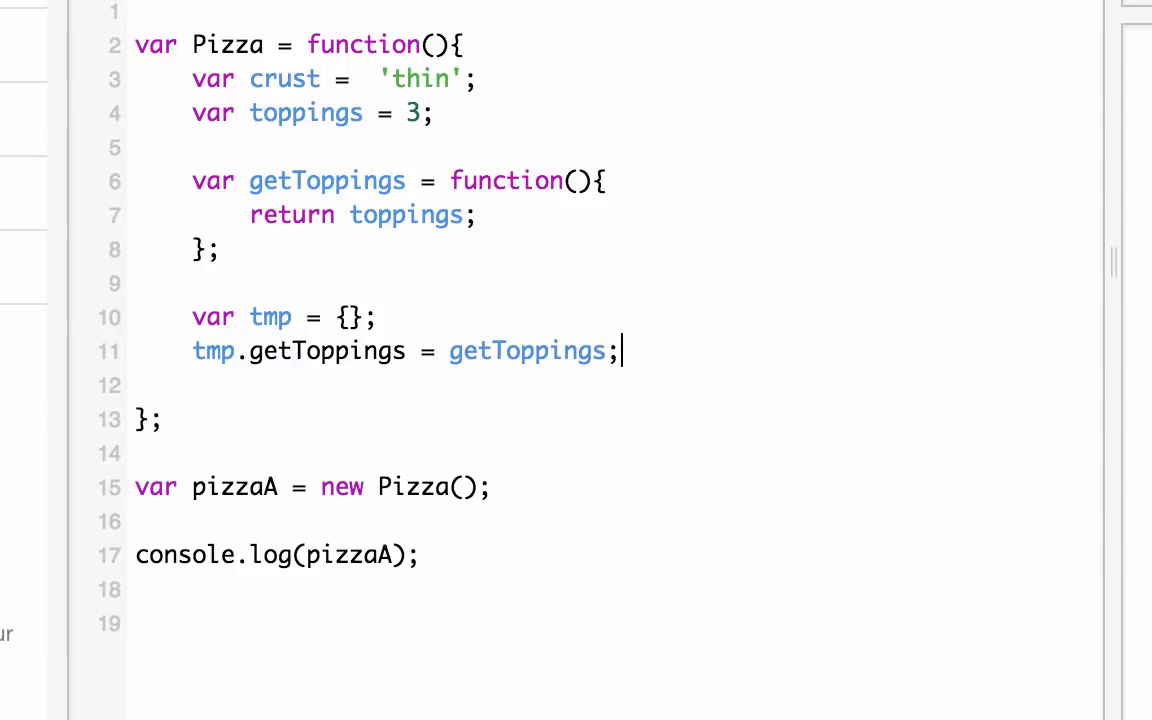 1
2 var Pizza = function(){
3 var crust =  'thin';
4 var toppings = 3;
5
6 var getToppings = function(){
7 return toppings;
8 };
9
10 var tmp = {};
11 tmp.getToppings = getToppings;
12
13 };
14
15 var pizzaA = new Pizza();
16
17 console.log(pizzaA);
18
19
ur